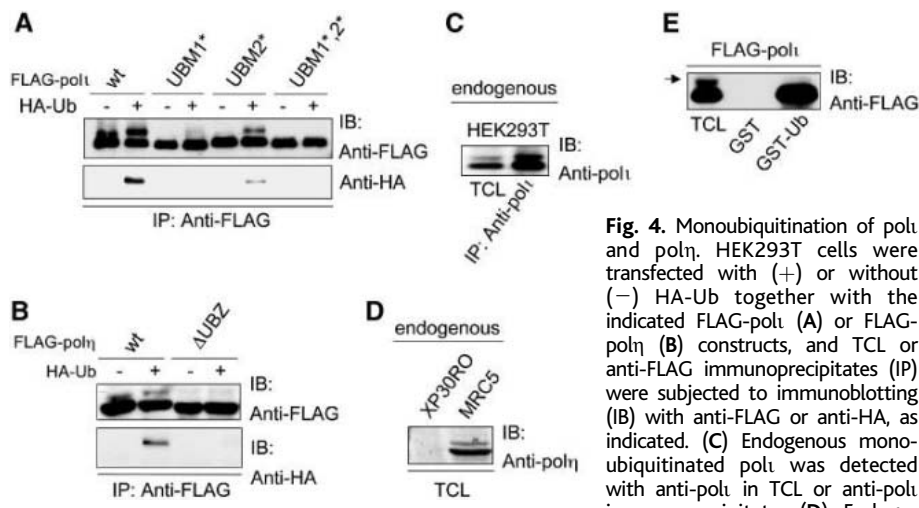 A
FLAG-polι wt UBM1* UBM2* UBM1*,2*
HA-Ub - + - + - + - +
IB:
Anti-FLAG
Anti-HA
IP: Anti-FLAG
B
FLAG-polη wt ΔUBZ
HA-Ub - + - +
IB:
Anti-FLAG
IB:
Anti-HA
IP: Anti-FLAG
C
endogenous
HEK293T
IB:
Anti-polι
TCL
IP: Anti-polι
D
endogenous
XP30RO MRC5
IB:
Anti-polη
TCL
E
FLAG-polι
IB:
Anti-FLAG
TCL GST GST-Ub
Fig. 4. Monoubiquitination of polι
and polη. HEK293T cells were
transfected with (+) or without
(−) HA-Ub together with the
indicated FLAG-polι (A) or FLAG-
polη (B) constructs, and TCL or
anti-FLAG immunoprecipitates (IP)
were subjected to immunoblotting
(IB) with anti-FLAG or anti-HA, as
indicated. (C) Endogenous mono-
ubiquitinated polι was detected
with anti-polι in TCL or anti-polι